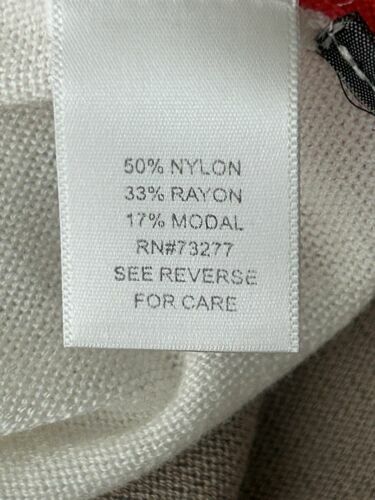 50% NYLON
33% RAYON
17% MODAL
RN#73277
SEE REVERSE
FOR CARE